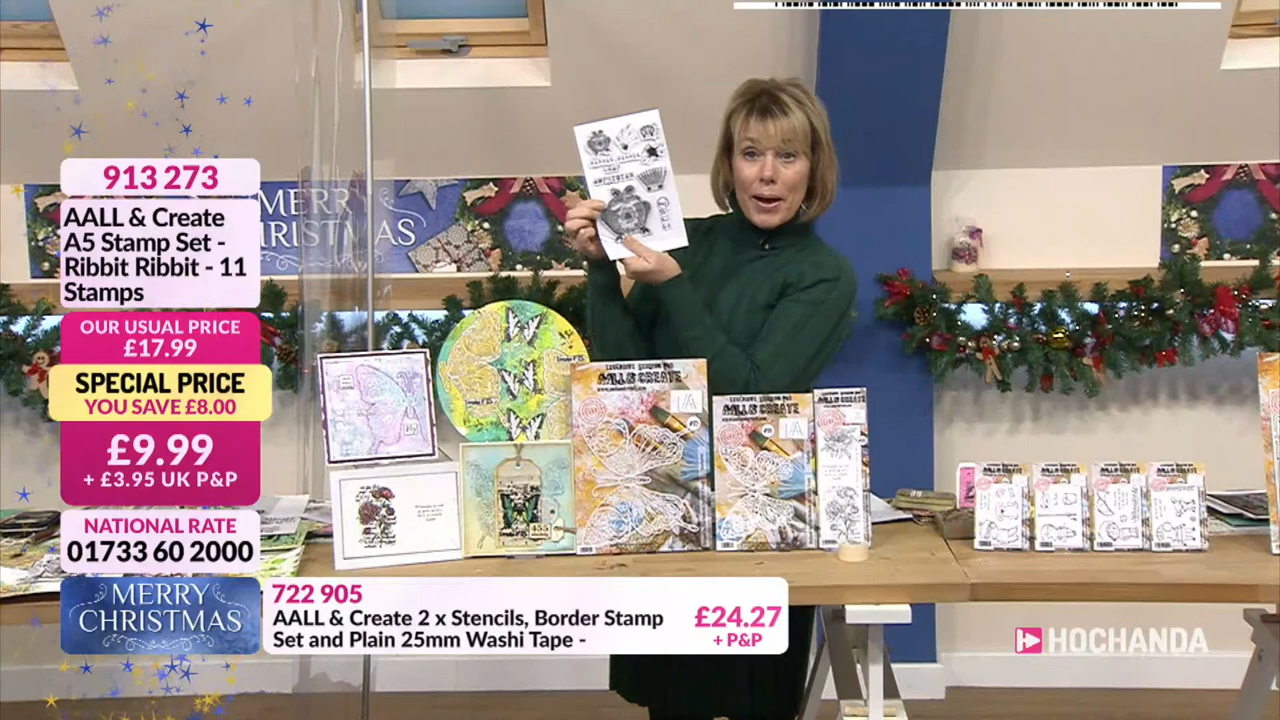 913 273
AALL & Create
A5 Stamp Set -
Ribbit Ribbit - 11
Stamps
OUR USUAL PRICE
£17.99
SPECIAL PRICE
YOU SAVE £8.00
£9.99
+ £3.95 UK P&P
NATIONAL RATE
01733 60 2000
MERRY
CHRISTMAS
722 905
AALL & Create 2 x Stencils, Border Stamp
Set and Plain 25mm Washi Tape -
£24.27
+ P&P
HOCHANDA
MERRY
CHRISTMAS
AMPHIBIAN
AALL & CREATE
AALL & CREATE